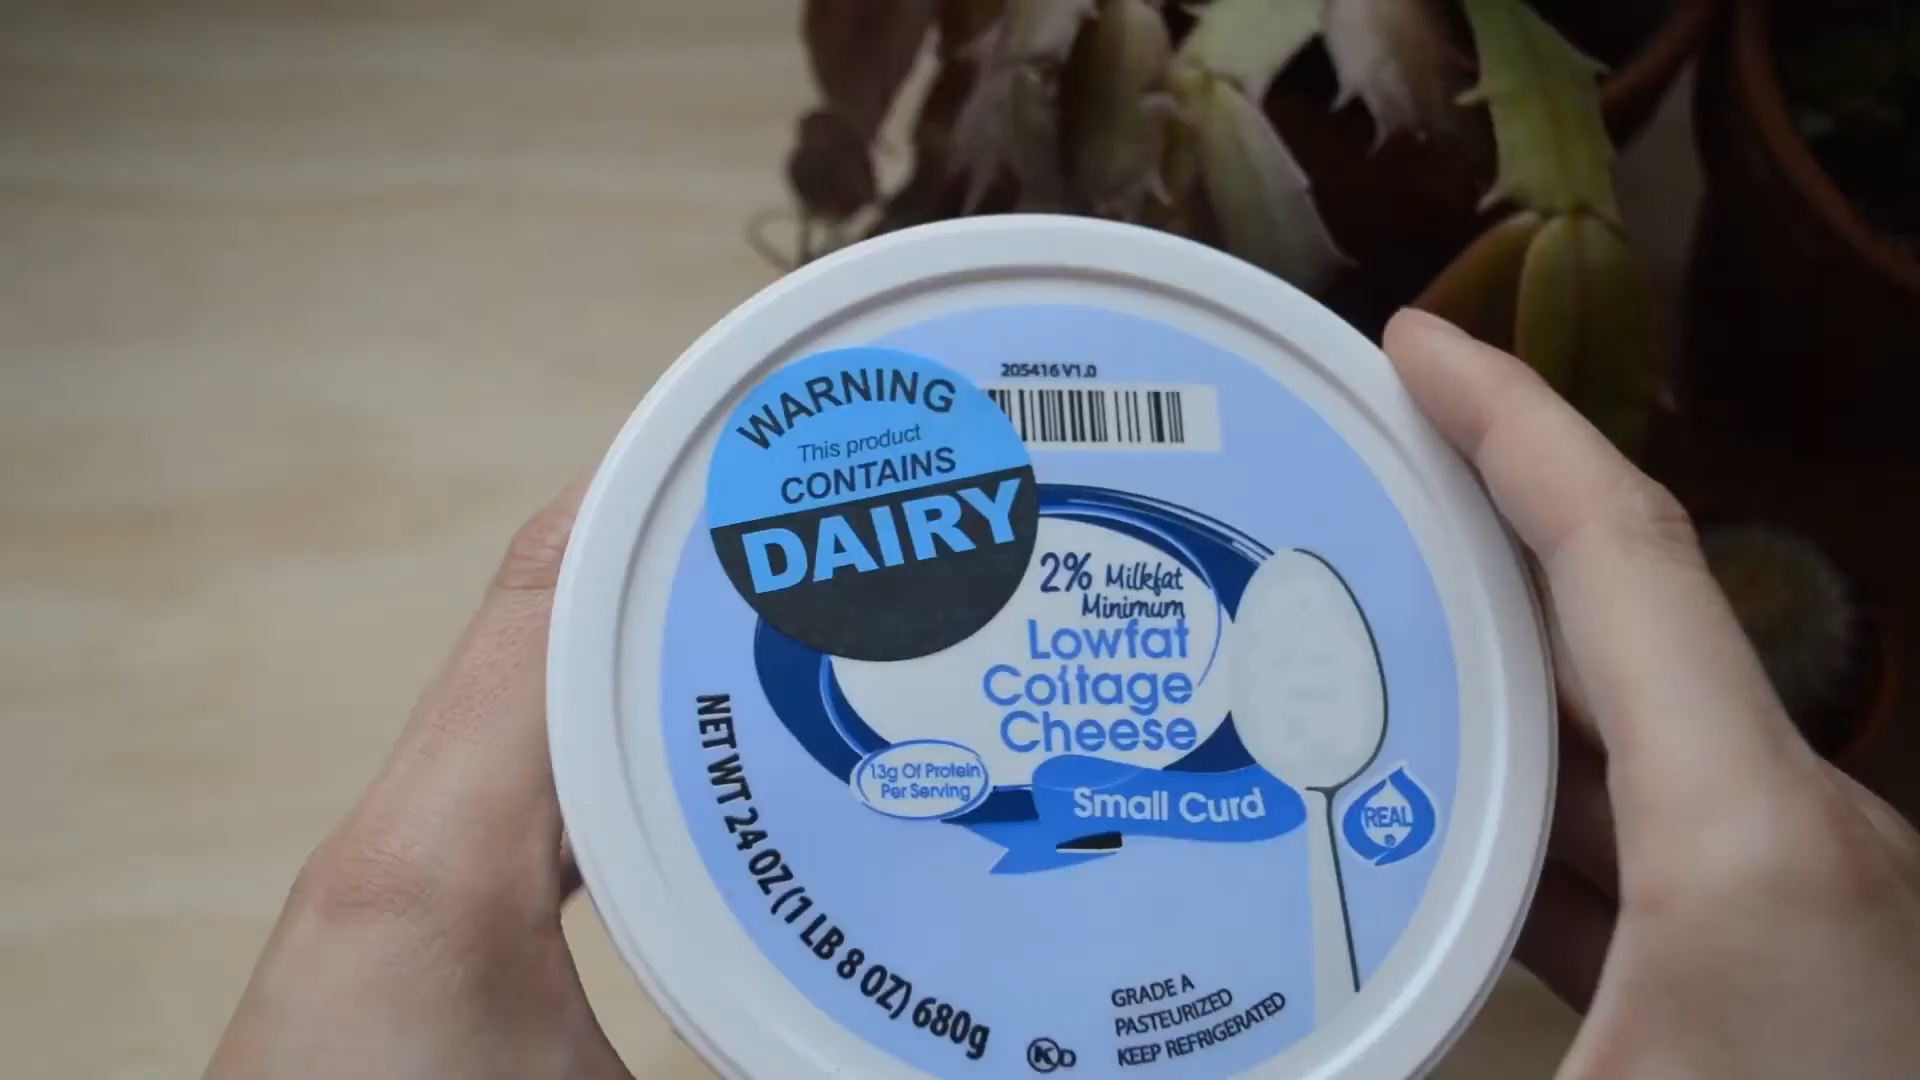 205416 V1.0
WARNING
This product
CONTAINS
DAIRY
2% Milkfat
Minimum
Lowfat
Cottage
Cheese
13g Of Protein
Per Serving
Small Curd
REAL
®
NET WT 24 OZ (1 LB 8 OZ) 680g
GRADE A
PASTEURIZED
KEEP REFRIGERATED
K D